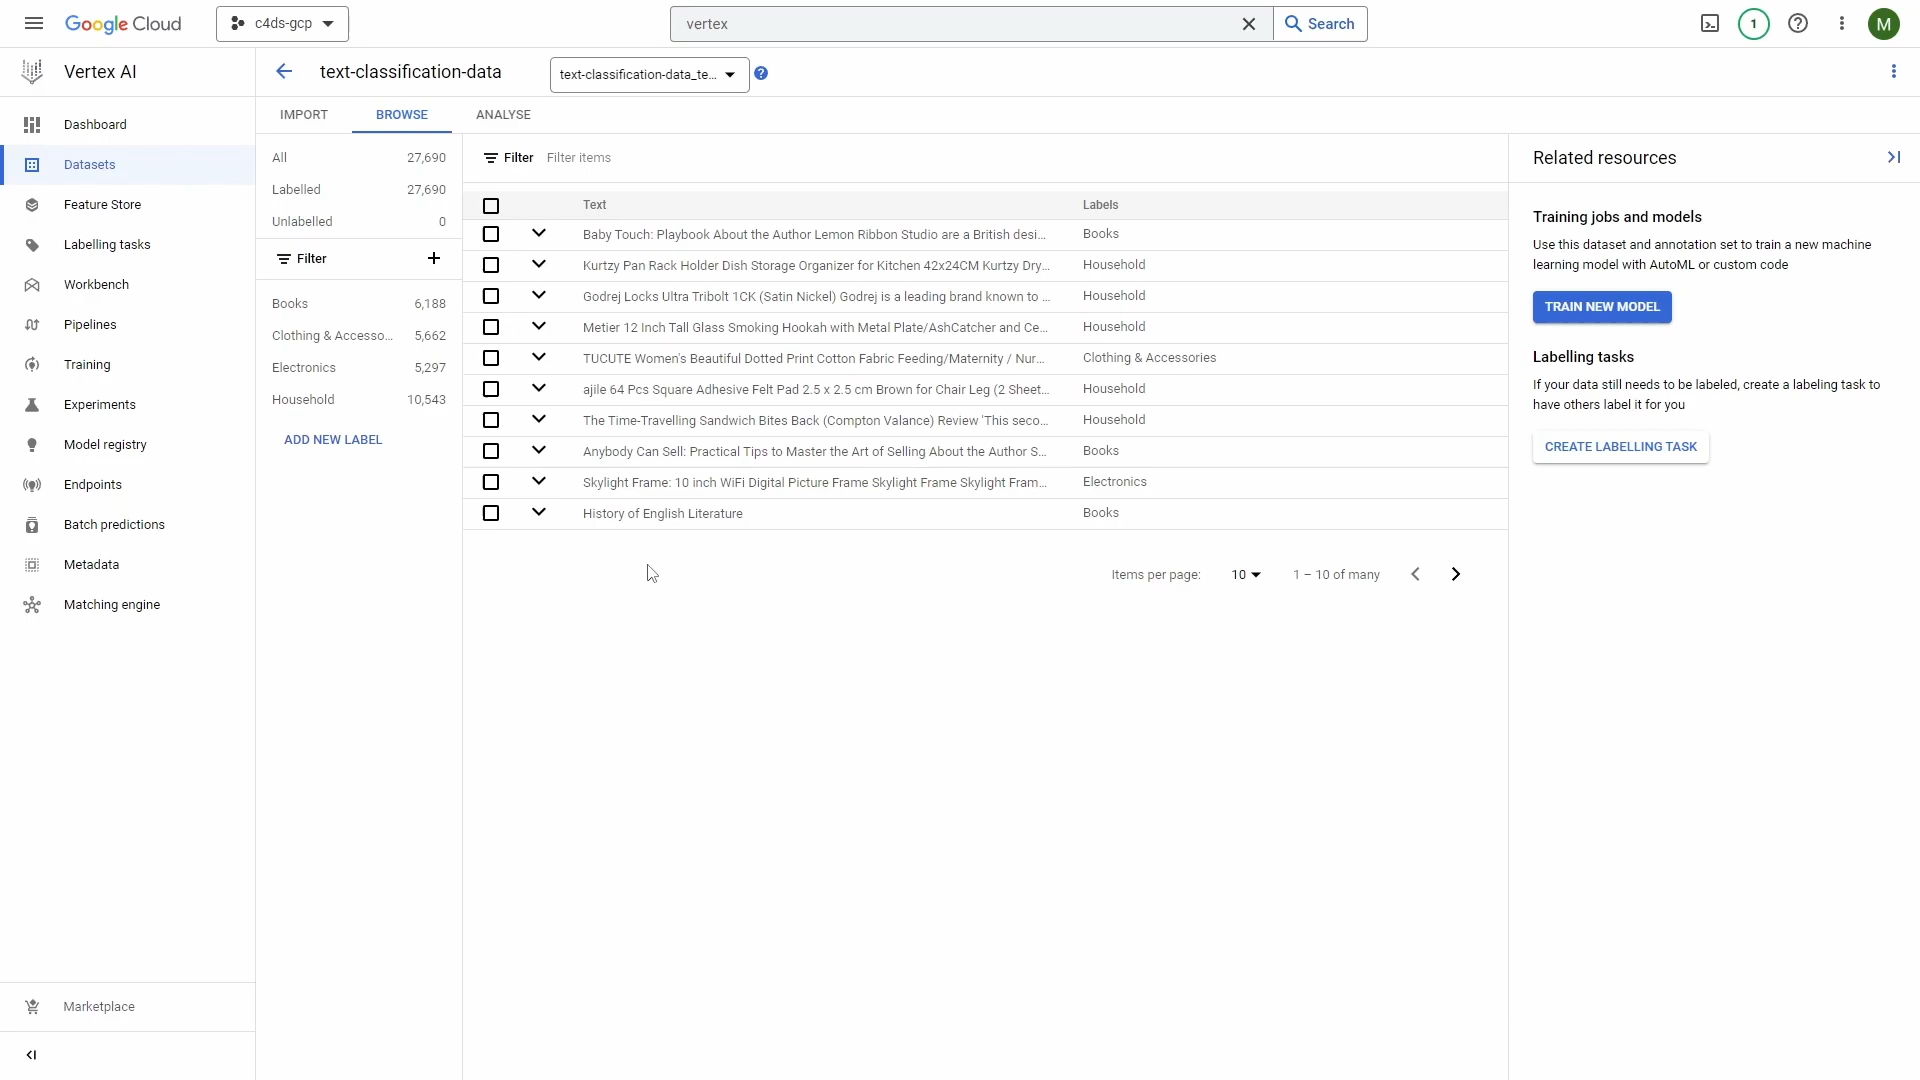 Google Cloud
c4ds-gcp
vertex
Search
1
M
Vertex AI
text-classification-data
text-classification-data_te...
Dashboard
Datasets
Feature Store
Labelling tasks
Workbench
Pipelines
Training
Experiments
Model registry
Endpoints
Batch predictions
Metadata
Matching engine
Marketplace
IMPORT
BROWSE
ANALYSE
All 27,690
Labelled 27,690
Unlabelled 0
Filter
Books 6,188
Clothing & Accesso... 5,662
Electronics 5,297
Household 10,543
ADD NEW LABEL
Filter Filter items
Text Labels
Baby Touch: Playbook About the Author Lemon Ribbon Studio are a British desi... Books
Kurtzy Pan Rack Holder Dish Storage Organizer for Kitchen 42x24CM Kurtzy Dry... Household
Godrej Locks Ultra Tribolt 1CK (Satin Nickel) Godrej is a leading brand known to ... Household
Metier 12 Inch Tall Glass Smoking Hookah with Metal Plate/AshCatcher and Ce... Household
TUCUTE Women's Beautiful Dotted Print Cotton Fabric Feeding/Maternity / Nur... Clothing & Accessories
ajile 64 Pcs Square Adhesive Felt Pad 2.5 x 2.5 cm Brown for Chair Leg (2 Sheet... Household
The Time-Travelling Sandwich Bites Back (Compton Valance) Review 'This seco... Household
Anybody Can Sell: Practical Tips to Master the Art of Selling About the Author S... Books
Skylight Frame: 10 inch WiFi Digital Picture Frame Skylight Frame Skylight Fram... Electronics
History of English Literature Books
Items per page: 10 1 – 10 of many
Related resources
Training jobs and models
Use this dataset and annotation set to train a new machine
learning model with AutoML or custom code
TRAIN NEW MODEL
Labelling tasks
If your data still needs to be labeled, create a labeling task to
have others label it for you
CREATE LABELLING TASK